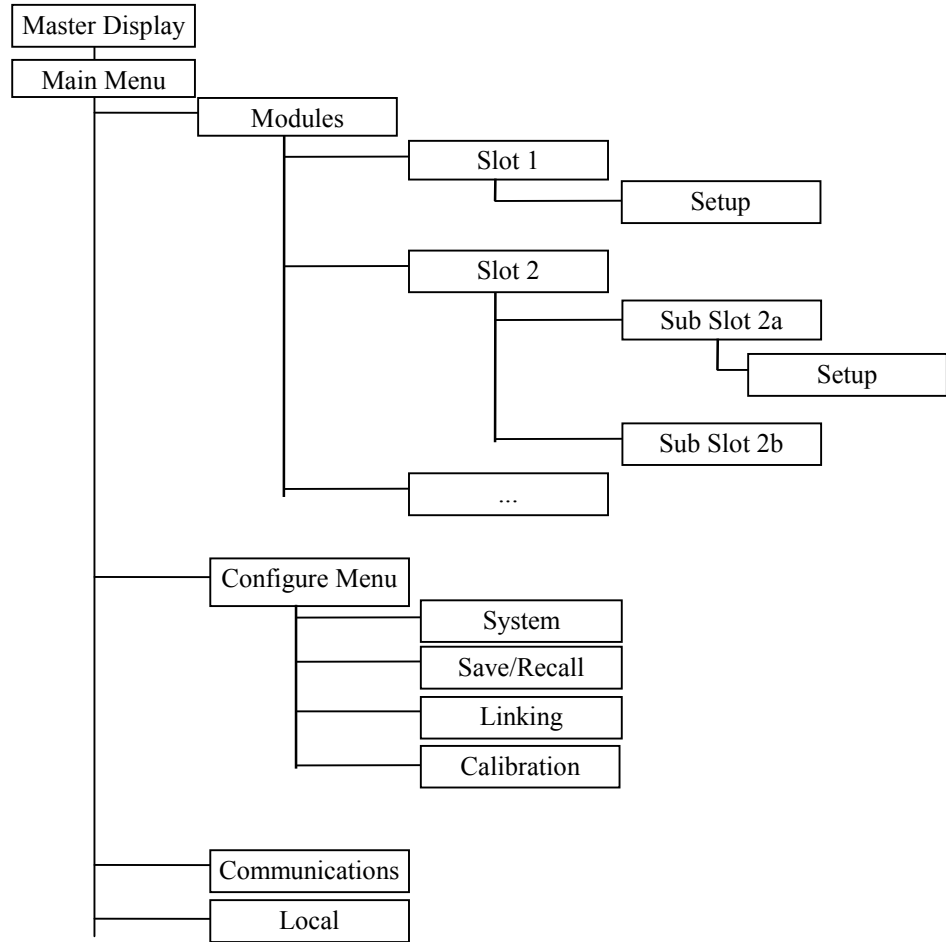 Master Display
Main Menu
Modules
Slot 1
Setup
Slot 2
Sub Slot 2a
Setup
Sub Slot 2b
...
Configure Menu
System
Save/Recall
Linking
Calibration
Communications
Local